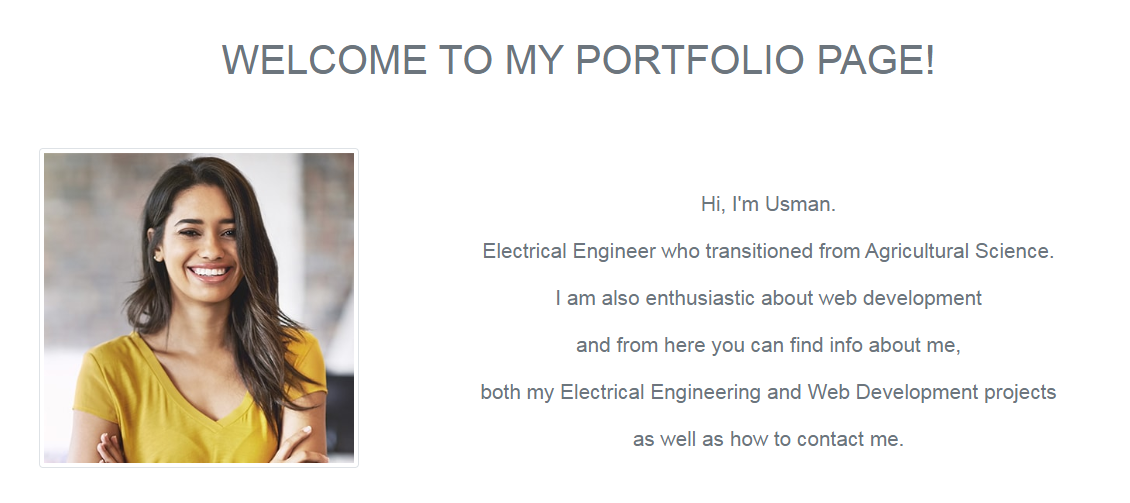 WELCOME TO MY PORTFOLIO PAGE!
Hi, I'm Usman.
Electrical Engineer who transitioned from Agricultural Science.
I am also enthusiastic about web development
and from here you can find info about me,
both my Electrical Engineering and Web Development projects
as well as how to contact me.